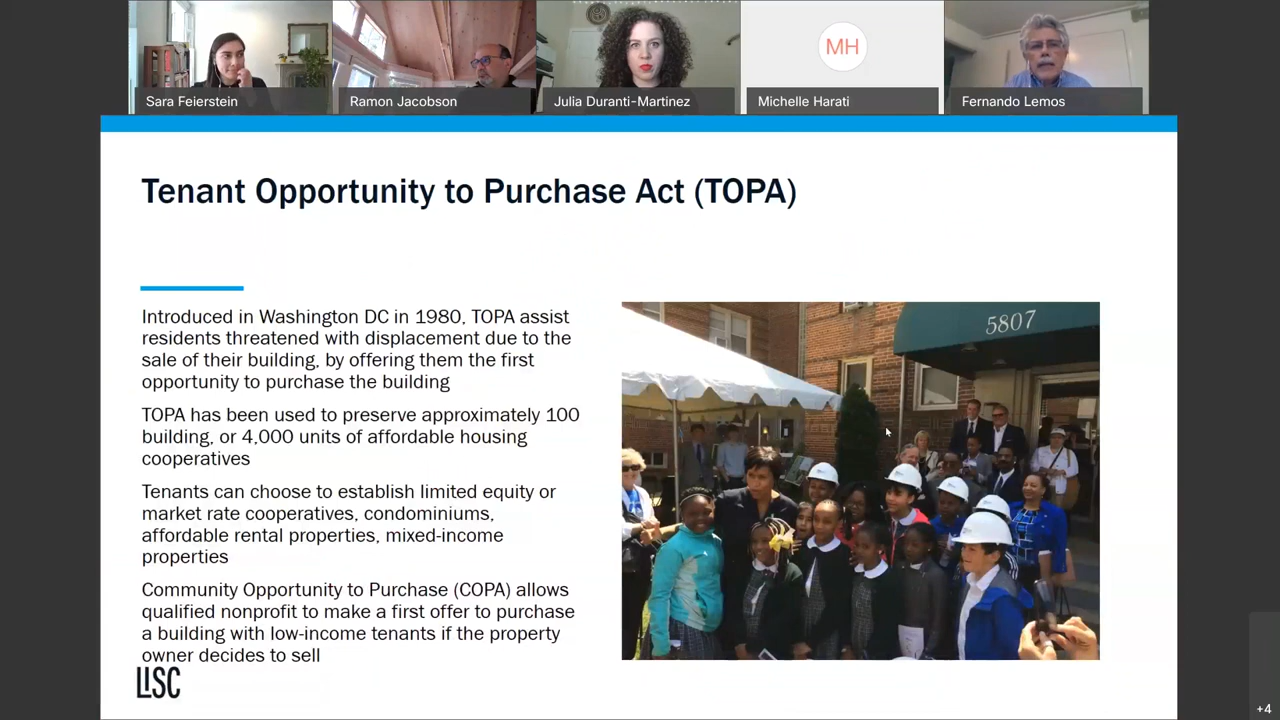 MH
Sara Feierstein
Ramon Jacobson
Julia Duranti-Martinez
Michelle Harati
Fernando Lemos
Tenant Opportunity to Purchase Act (TOPA)
Introduced in Washington DC in 1980, TOPA assist
residents threatened with displacement due to the
sale of their building, by offering them the first
opportunity to purchase the building
TOPA has been used to preserve approximately 100
building, or 4,000 units of affordable housing
cooperatives
Tenants can choose to establish limited equity or
market rate cooperatives, condominiums,
affordable rental properties, mixed-income
properties
Community Opportunity to Purchase (COPA) allows
qualified nonprofit to make a first offer to purchase
a building with low-income tenants if the property
owner decides to sell
5807
LISC
+4